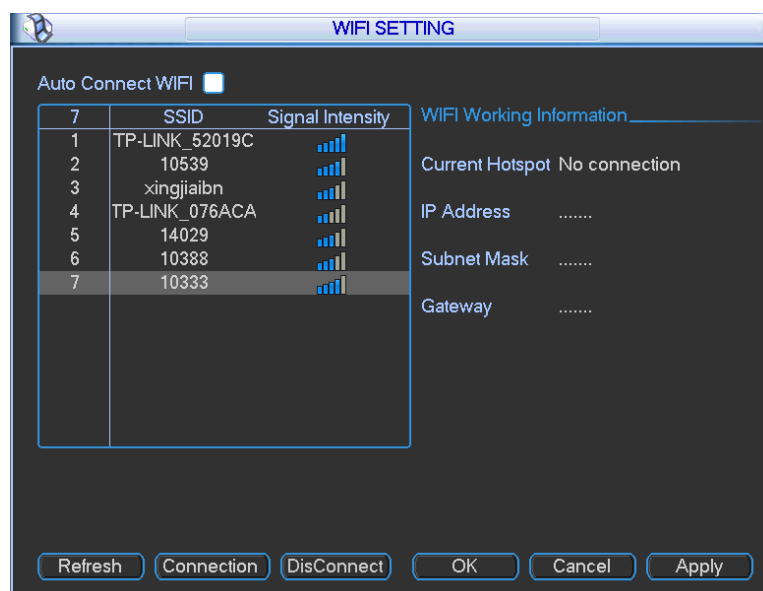 WIFI SETTING
Auto Connect WIFI
7 SSID Signal Intensity
1 TP-LINK_52019C
2 10539
3 xingjiaibn
4 TP-LINK_076ACA
5 14029
6 10388
7 10333
WIFI Working Information
Current Hotspot No connection
IP Address .......
Subnet Mask .......
Gateway .......
Refresh Connection DisConnect OK Cancel Apply